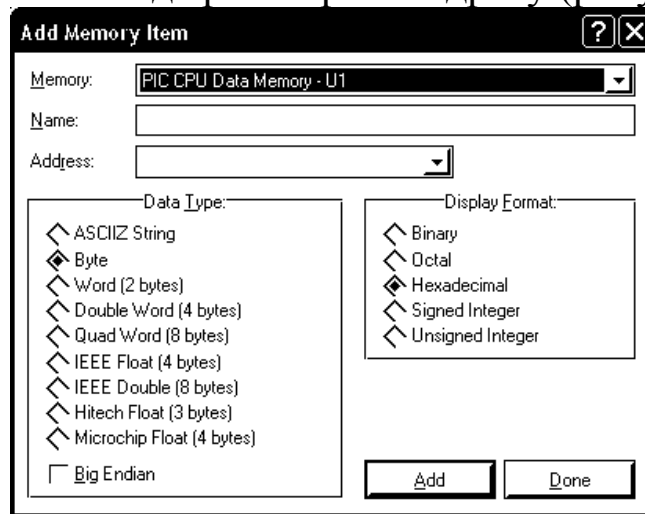 Add Memory Item
Memory: PIC CPU Data Memory - U1
Name:
Address:
Data Type:
ASCIIZ String
Byte
Word (2 bytes)
Double Word (4 bytes)
Quad Word (8 bytes)
IEEE Float (4 bytes)
IEEE Double (8 bytes)
Hitech Float (3 bytes)
Microchip Float (4 bytes)
Big Endian
Display Format:
Binary
Octal
Hexadecimal
Signed Integer
Unsigned Integer
Add
Done